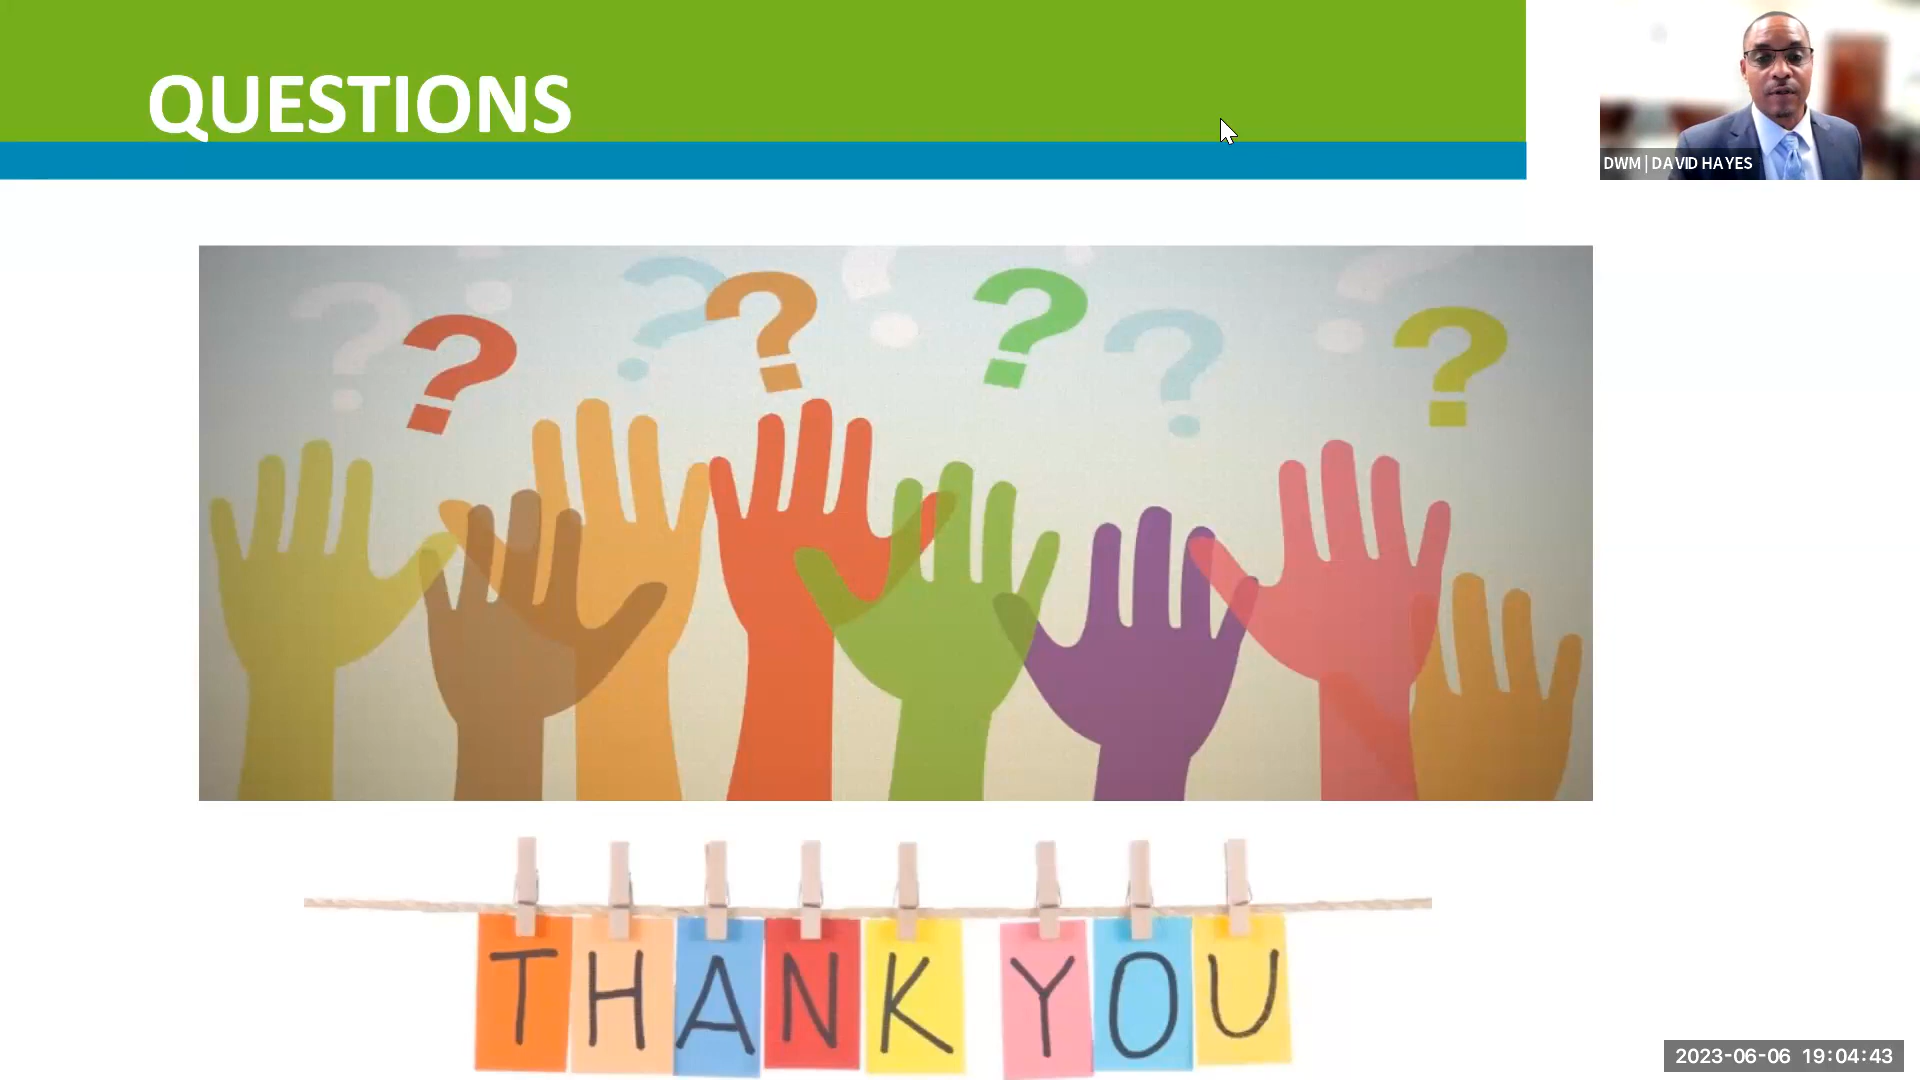 QUESTIONS
DWM | DAVID HAYES
? ? ? ? ? ? ?
THANK YOU
2023-06-06 19:04:43